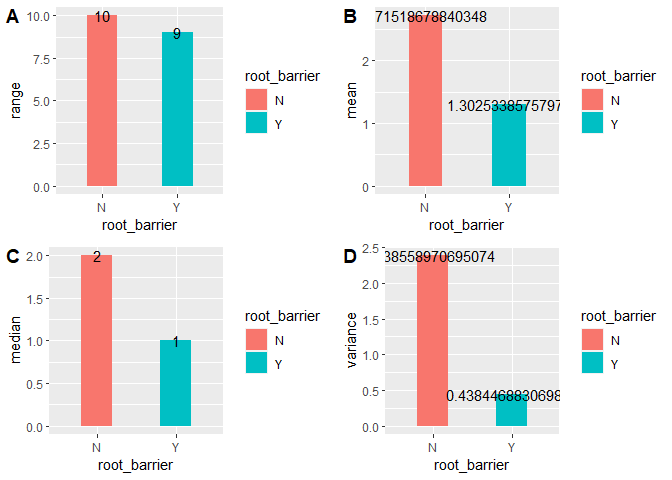 A
range
10.0
7.5
5.0
2.5
0.0
10
9
N
Y
root_barrier
root_barrier
N
Y
B
mean
2
1
0
71518678840348
1.3025338575797
N
Y
root_barrier
root_barrier
N
Y
C
median
2.0
1.5
1.0
0.5
0.0
2
1
N
Y
root_barrier
root_barrier
N
Y
D
variance
2.5
2.0
1.5
1.0
0.5
0.0
38558970695074
0.4384468830698
N
Y
root_barrier
root_barrier
N
Y